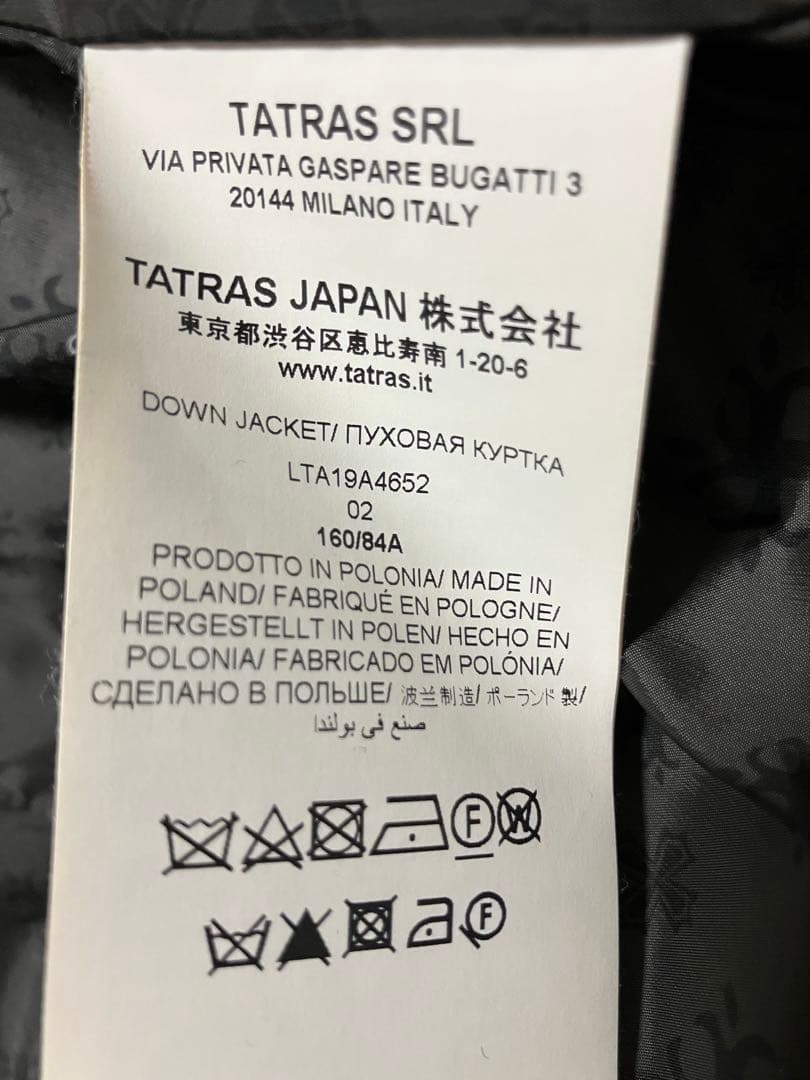 TATRAS SRL
VIA PRIVATA GASPARE BUGATTI 3
20144 MILANO ITALY
TATRAS JAPAN 株式会社
東京都渋谷区恵比寿南 1-20-6
www.tatras.it
DOWN JACKET/ ПУХОВАЯ КУРТКА
LTA19A4652
02
160/84A
PRODOTTO IN POLONIA/ MADE IN
POLAND/ FABRIQUÉ EN POLOGNE/
HERGESTELLT IN POLEN/ HECHO EN
POLONIA/ FABRICADO EM POLÓNIA/
СДЕЛАНО В ПОЛЬШЕ/ 波兰制造/ ポーランド 製/
صنع في بولندا
F W
F